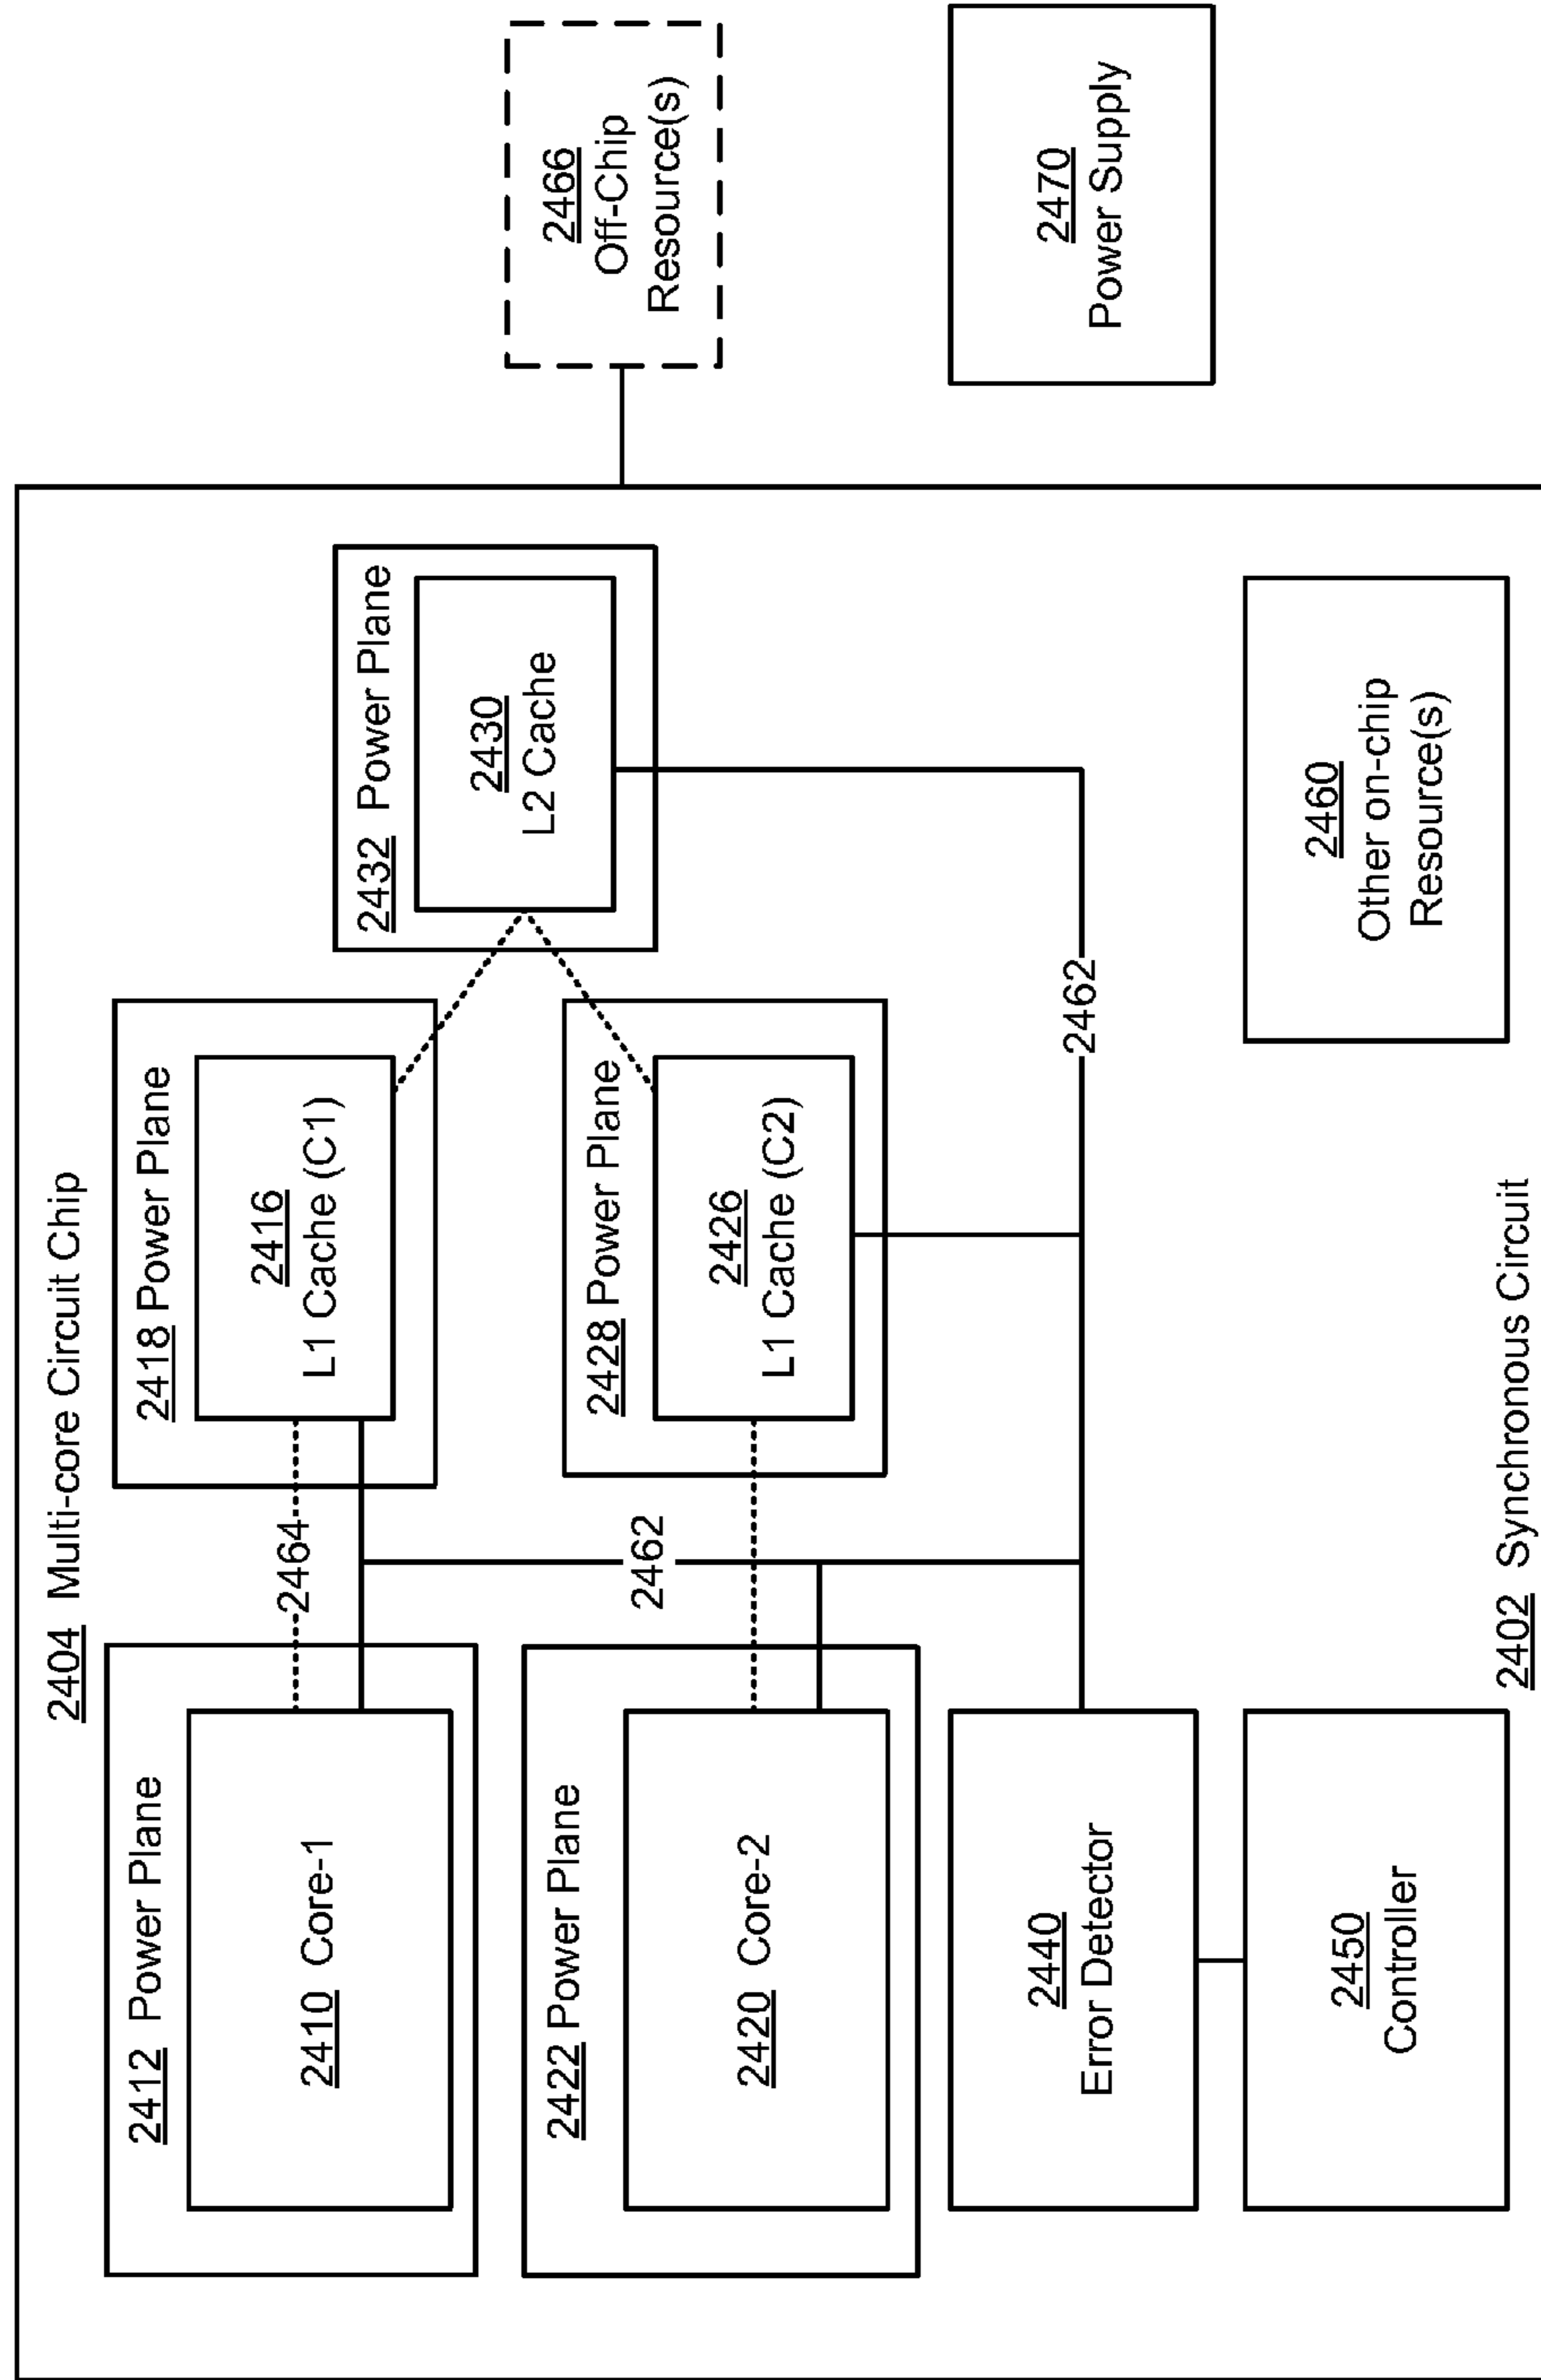 2404 Multi-core Circuit Chip
2412 Power Plane
2410 Core-1
2464
2418 Power Plane
2416
L1 Cache (C1)
2432 Power Plane
2430
L2 Cache
2466
Off-Chip
Resource(s)
2422 Power Plane
2420 Core-2
2462
2428 Power Plane
2426
L1 Cache (C2)
2440
Error Detector
2462
2470
Power Supply
2450
Controller
2460
Other on-chip
Resource(s)
2402 Synchronous Circuit